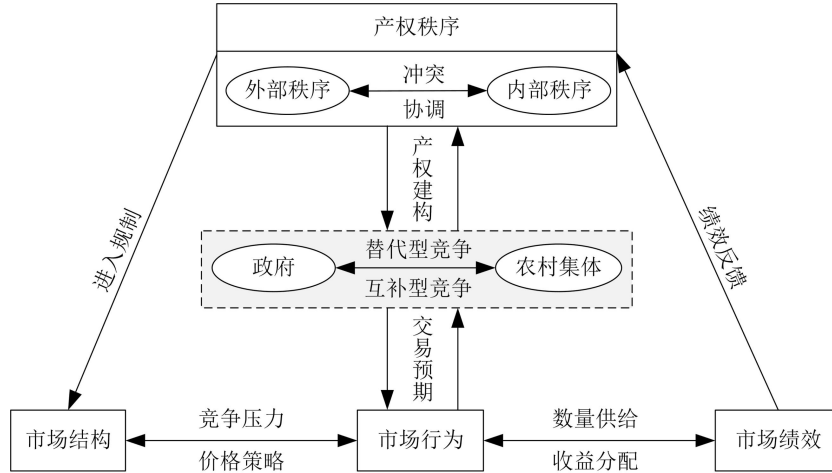 产权秩序
冲突
外部秩序
内部秩序
协调
产权建构
进入规制
绩效反馈
替代型竞争
政府
农村集体
互补型竞争
交易预期
竞争压力
数量供给
市场结构
市场行为
市场绩效
价格策略
收益分配